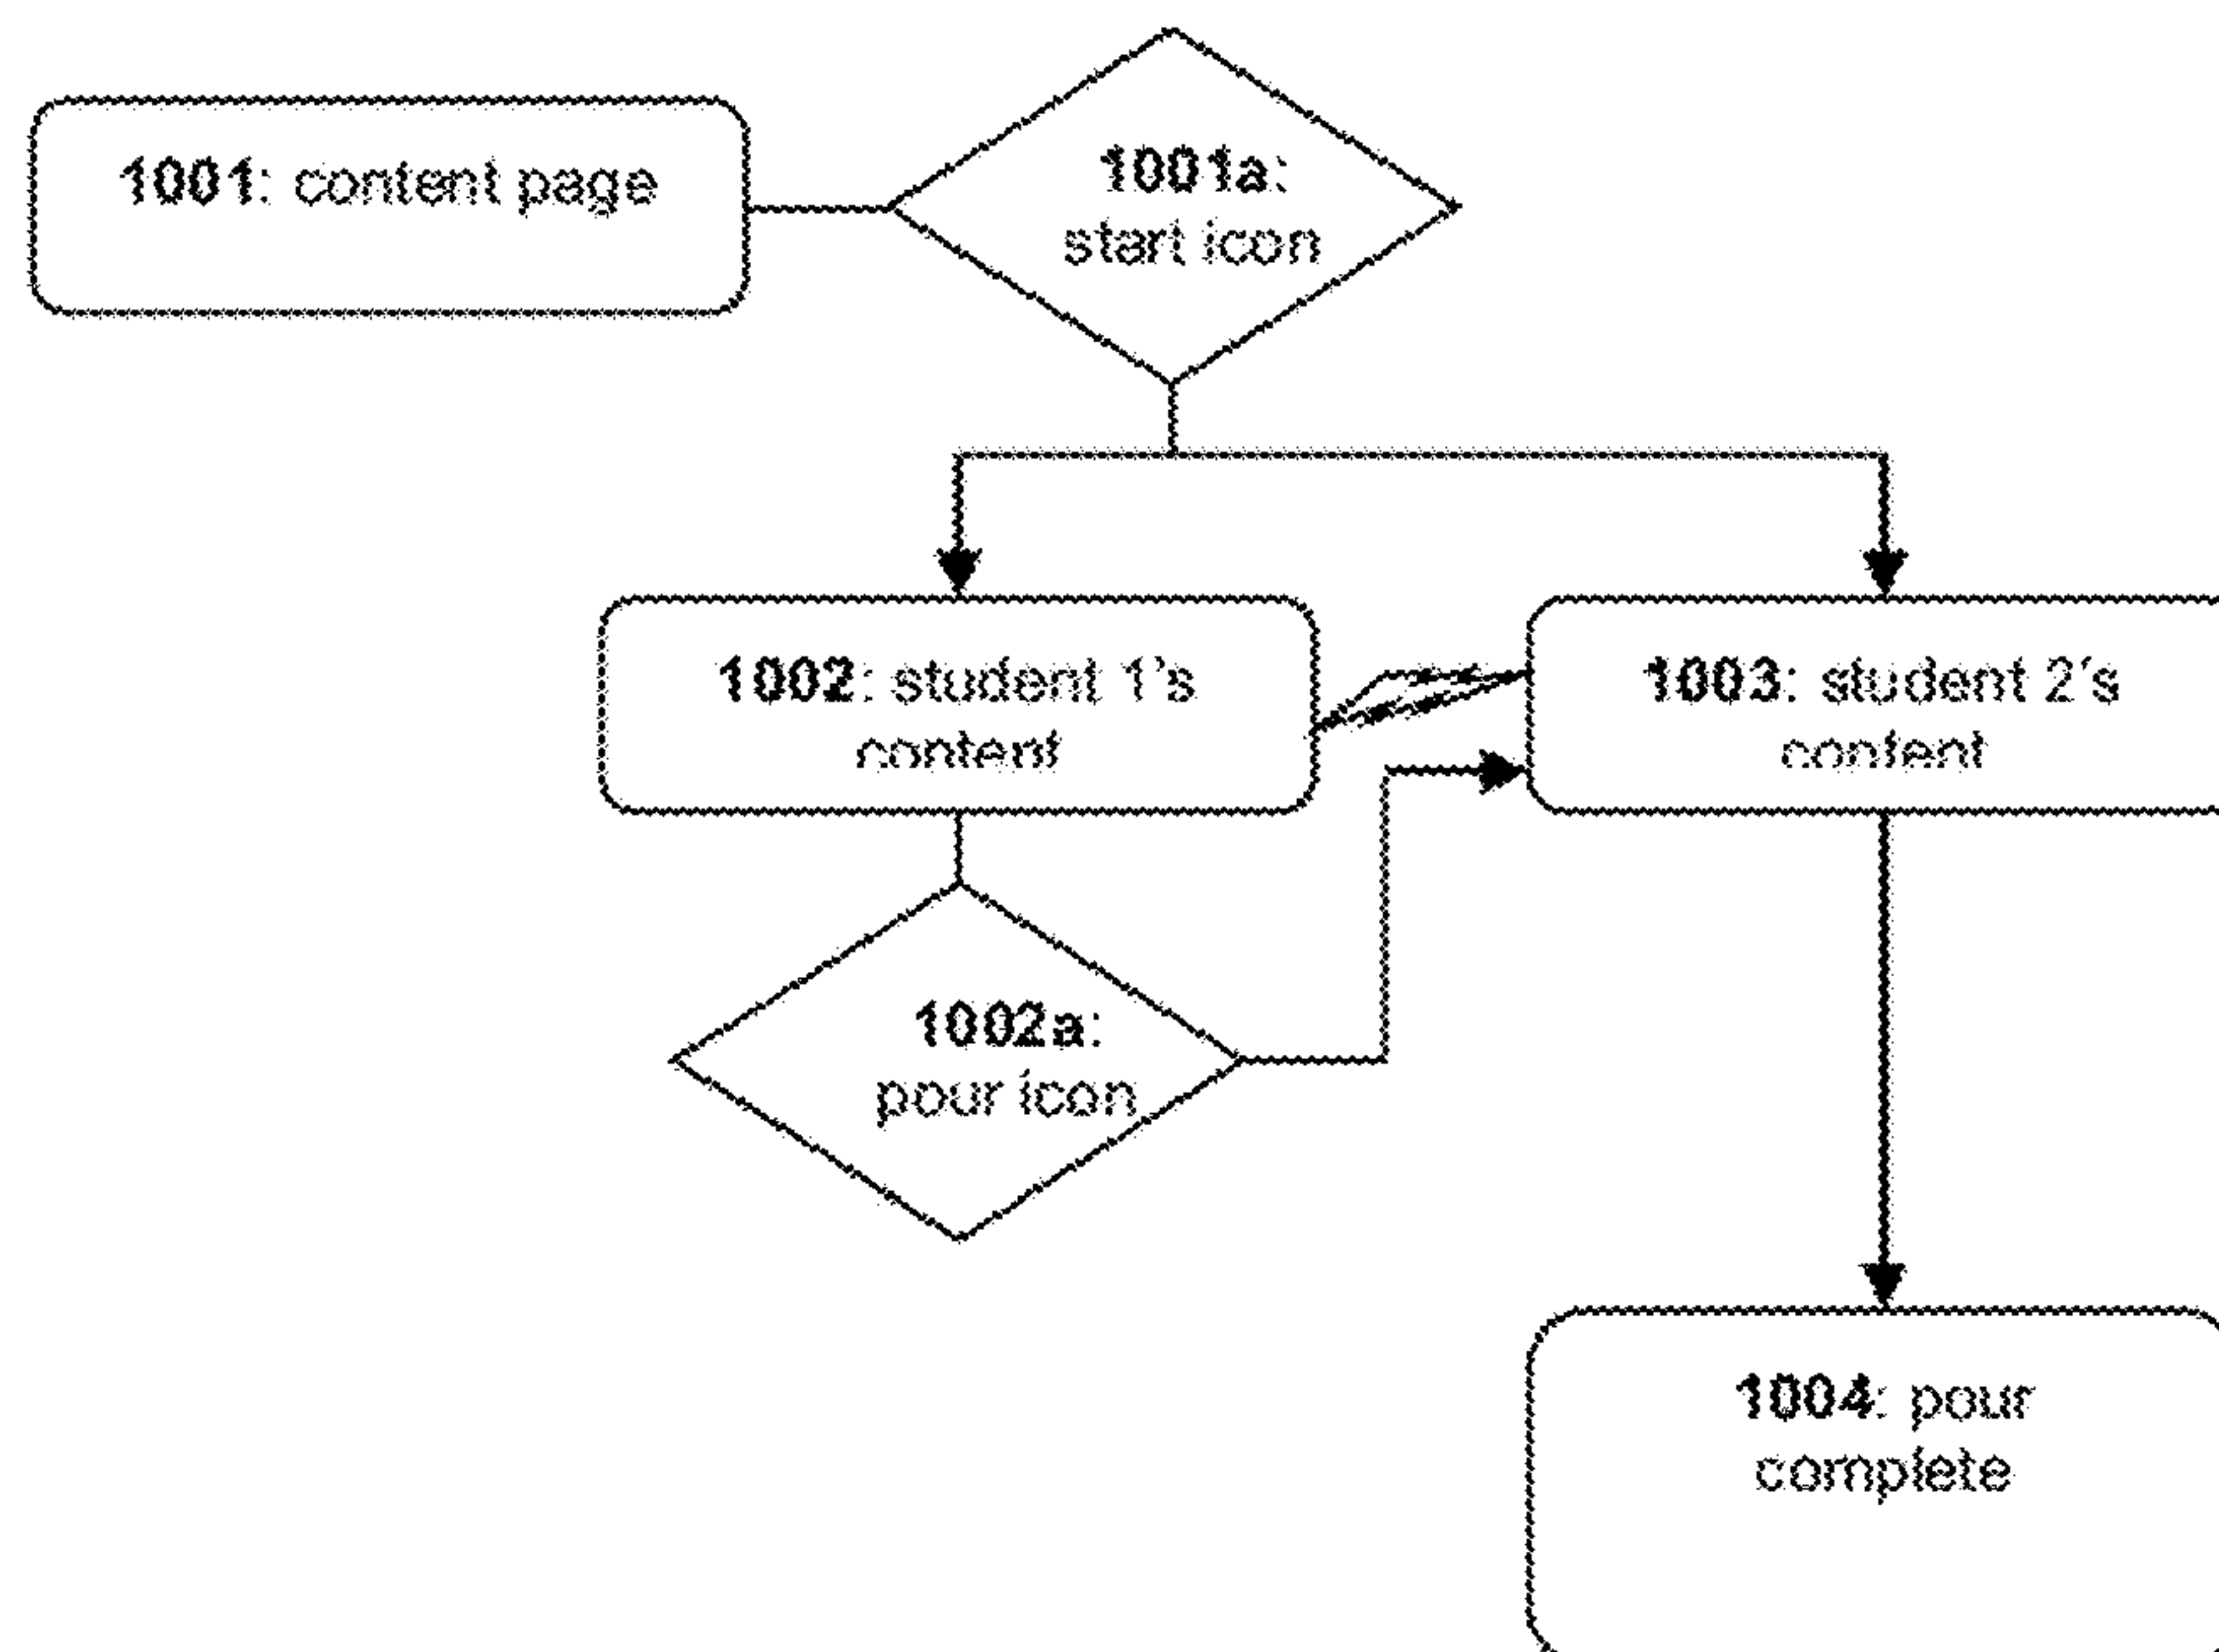 1001: content page
1001a:
start icon
1002: student 1's
content
1003: student 2's
content
1002a:
pour icon
1004: pour
complete